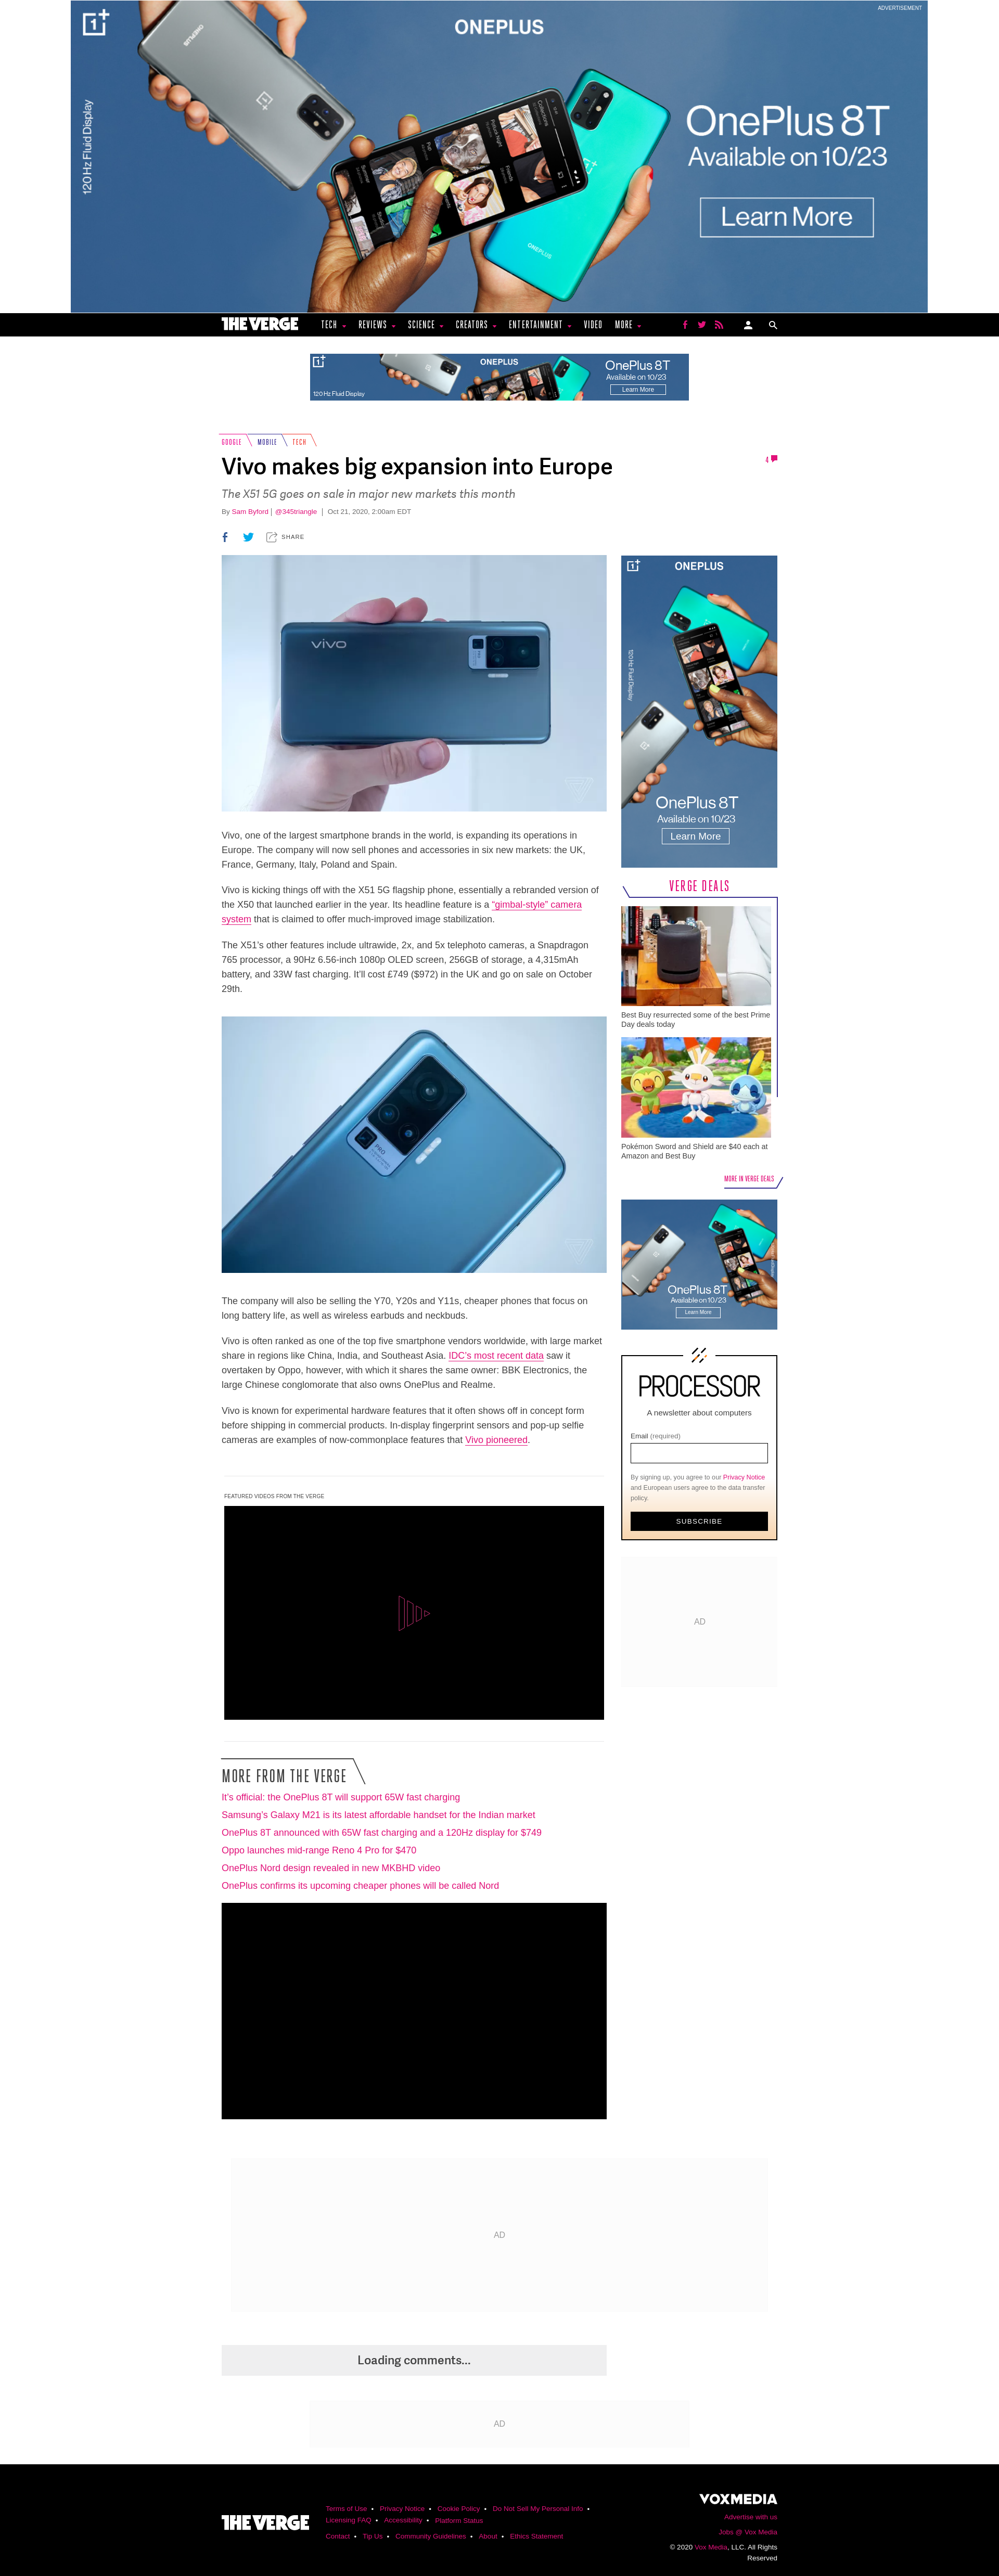 ADVERTISEMENT
ONEPLUS
120 Hz Fluid Display
OnePlus 8T
Available on 10/23
Learn More
THE VERGE
TECH REVIEWS SCIENCE CREATORS ENTERTAINMENT VIDEO MORE
ONEPLUS
120 Hz Fluid Display
OnePlus 8T
Available on 10/23
Learn More
GOOGLE MOBILE TECH
Vivo makes big expansion into Europe
4
The X51 5G goes on sale in major new markets this month
By Sam Byford | @345triangle | Oct 21, 2020, 2:00am EDT
SHARE
vivo
Vivo, one of the largest smartphone brands in the world, is expanding its operations in
Europe. The company will now sell phones and accessories in six new markets: the UK,
France, Germany, Italy, Poland and Spain.
Vivo is kicking things off with the X51 5G flagship phone, essentially a rebranded version of
the X50 that launched earlier in the year. Its headline feature is a “gimbal-style” camera
system that is claimed to offer much-improved image stabilization.
The X51’s other features include ultrawide, 2x, and 5x telephoto cameras, a Snapdragon
765 processor, a 90Hz 6.56-inch 1080p OLED screen, 256GB of storage, a 4,315mAh
battery, and 33W fast charging. It’ll cost £749 ($972) in the UK and go on sale on October
29th.
PRO
The company will also be selling the Y70, Y20s and Y11s, cheaper phones that focus on
long battery life, as well as wireless earbuds and neckbuds.
Vivo is often ranked as one of the top five smartphone vendors worldwide, with large market
share in regions like China, India, and Southeast Asia. IDC’s most recent data saw it
overtaken by Oppo, however, with which it shares the same owner: BBK Electronics, the
large Chinese conglomerate that also owns OnePlus and Realme.
Vivo is known for experimental hardware features that it often shows off in concept form
before shipping in commercial products. In-display fingerprint sensors and pop-up selfie
cameras are examples of now-commonplace features that Vivo pioneered.
FEATURED VIDEOS FROM THE VERGE
MORE FROM THE VERGE
It’s official: the OnePlus 8T will support 65W fast charging
Samsung’s Galaxy M21 is its latest affordable handset for the Indian market
OnePlus 8T announced with 65W fast charging and a 120Hz display for $749
Oppo launches mid-range Reno 4 Pro for $470
OnePlus Nord design revealed in new MKBHD video
OnePlus confirms its upcoming cheaper phones will be called Nord
ONEPLUS
120 Hz Fluid Display
OnePlus 8T
Available on 10/23
Learn More
VERGE DEALS
Best Buy resurrected some of the best Prime
Day deals today
Pokémon Sword and Shield are $40 each at
Amazon and Best Buy
MORE IN VERGE DEALS
OnePlus 8T
Available on 10/23
Learn More
PROCESSOR
A newsletter about computers
Email (required)
By signing up, you agree to our Privacy Notice
and European users agree to the data transfer
policy.
SUBSCRIBE
AD
AD
Loading comments...
AD
THE VERGE
Terms of Use • Privacy Notice • Cookie Policy • Do Not Sell My Personal Info •
Licensing FAQ • Accessibility • Platform Status
Contact • Tip Us • Community Guidelines • About • Ethics Statement
VOXMEDIA
Advertise with us
Jobs @ Vox Media
© 2020 Vox Media, LLC. All Rights
Reserved